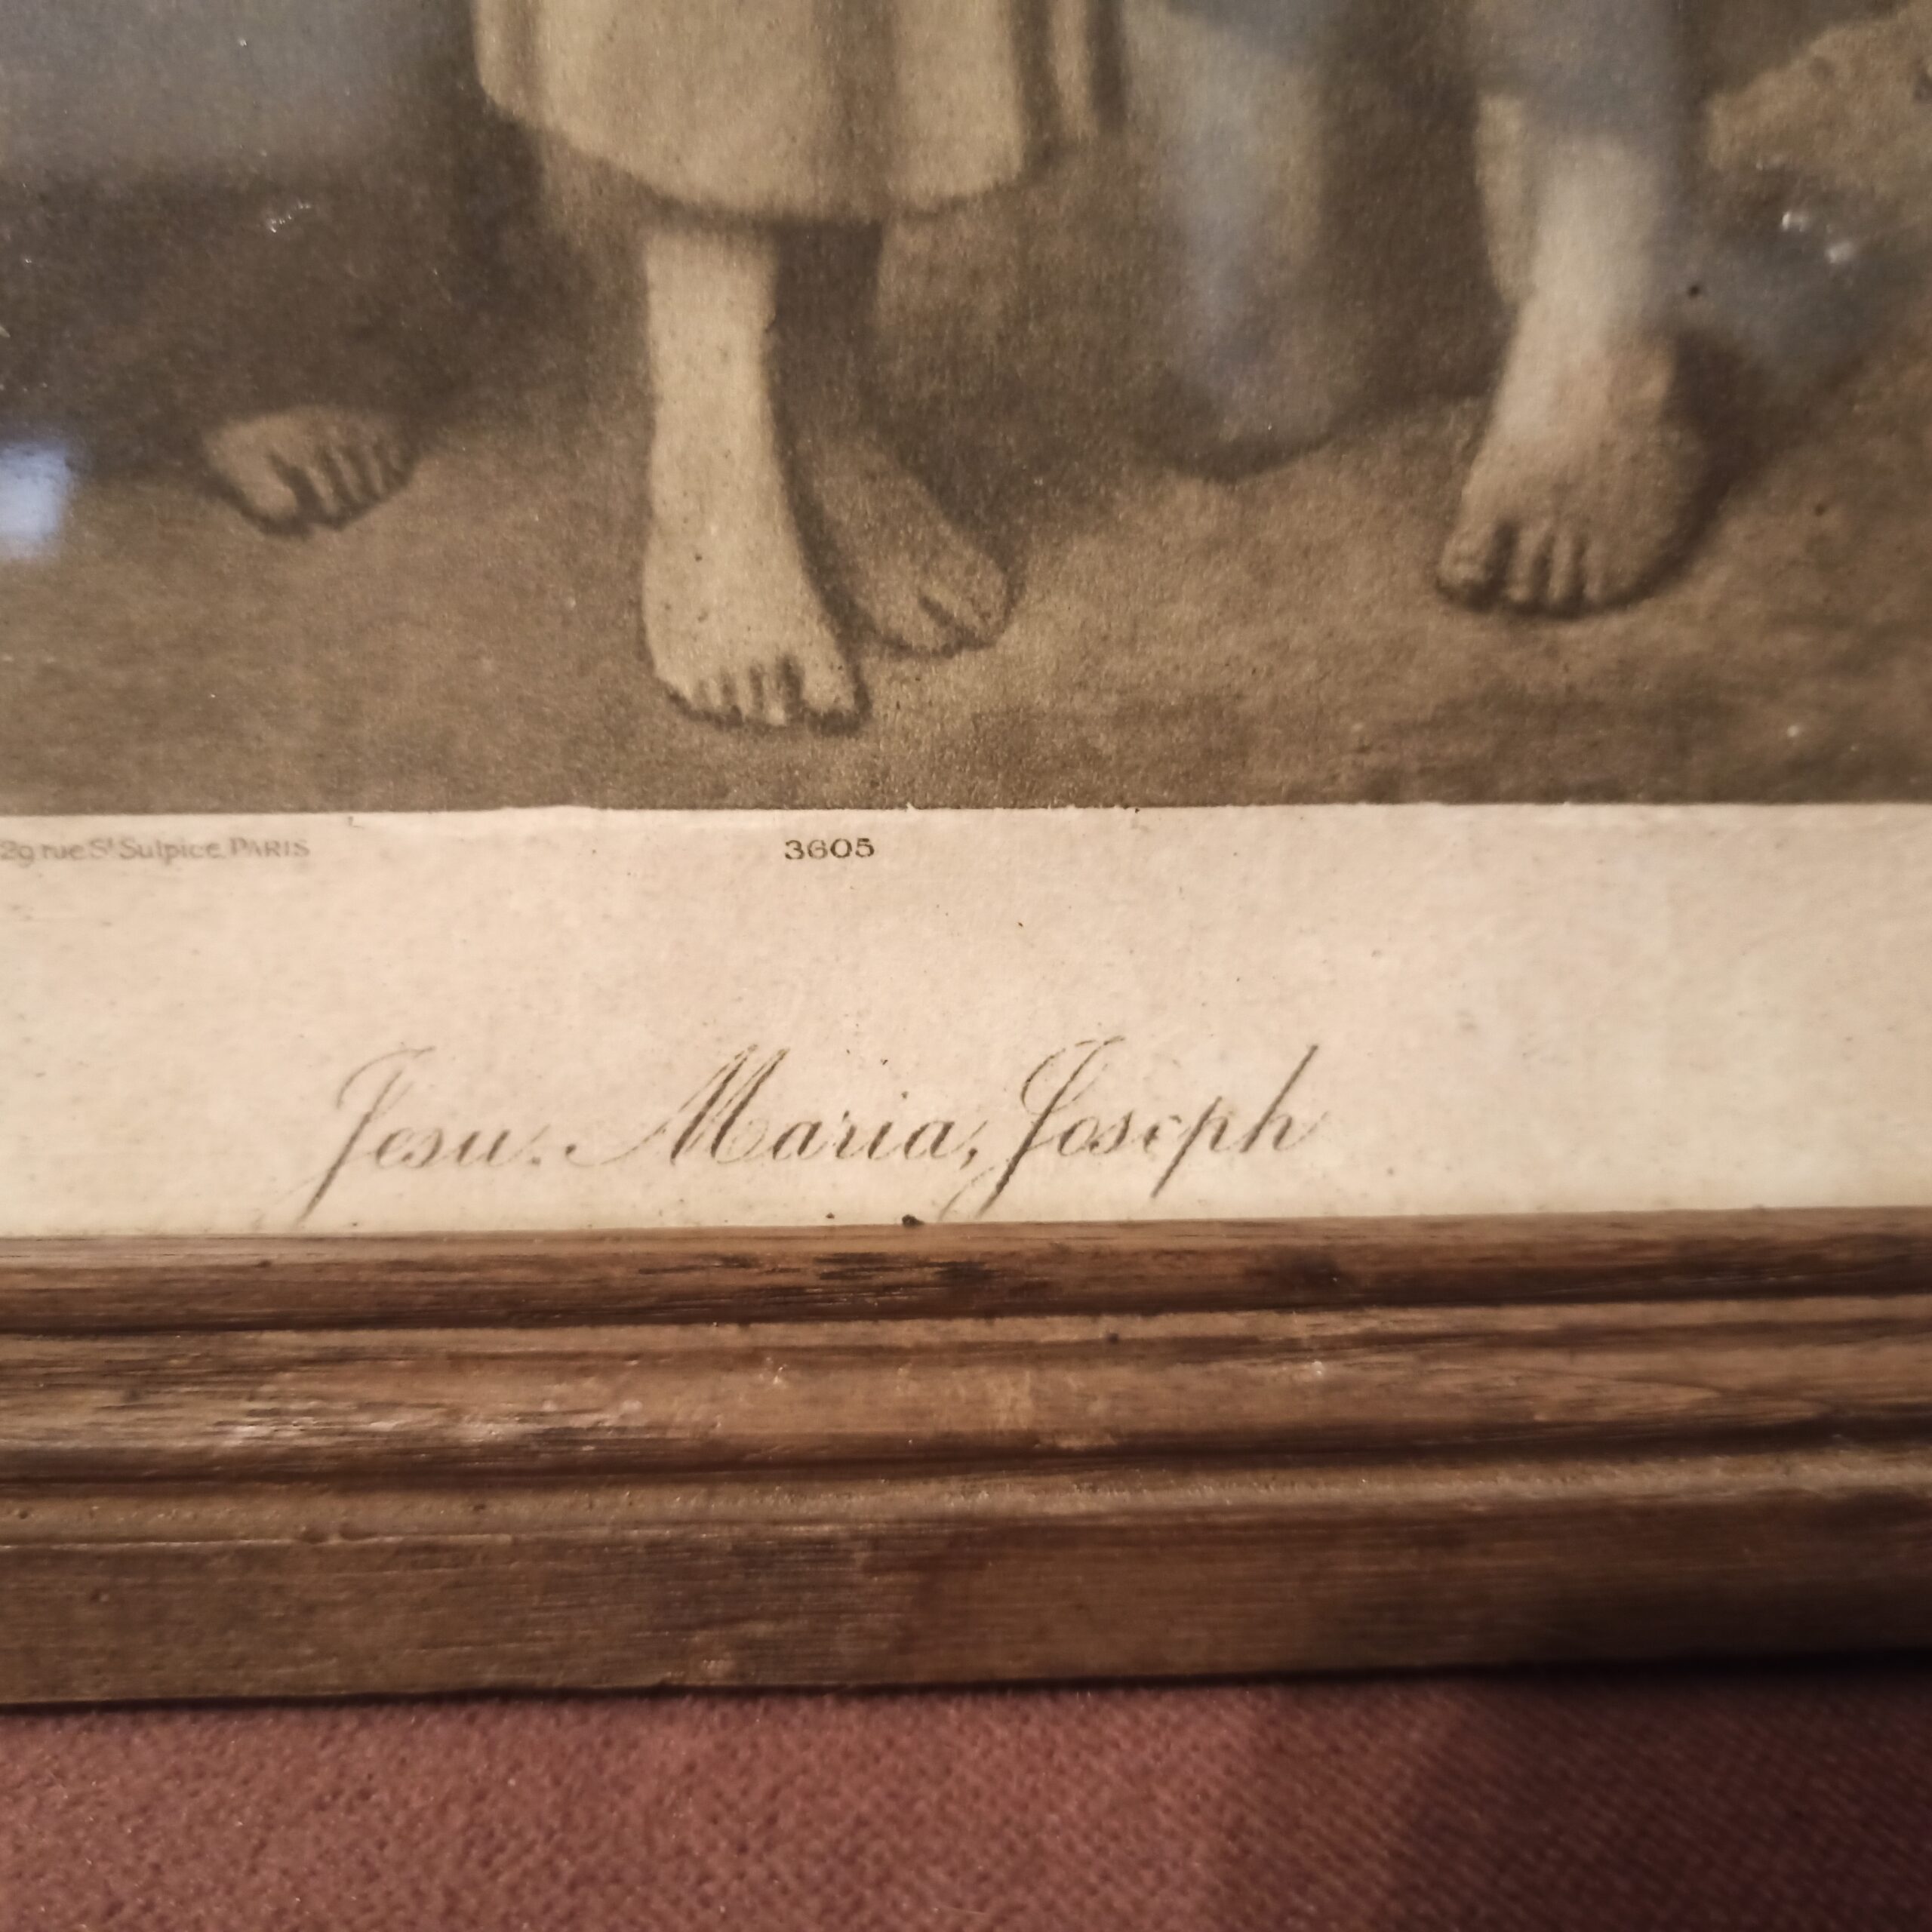 29 rue St Sulpice. PARIS 3605
Jesu. Maria, Joseph